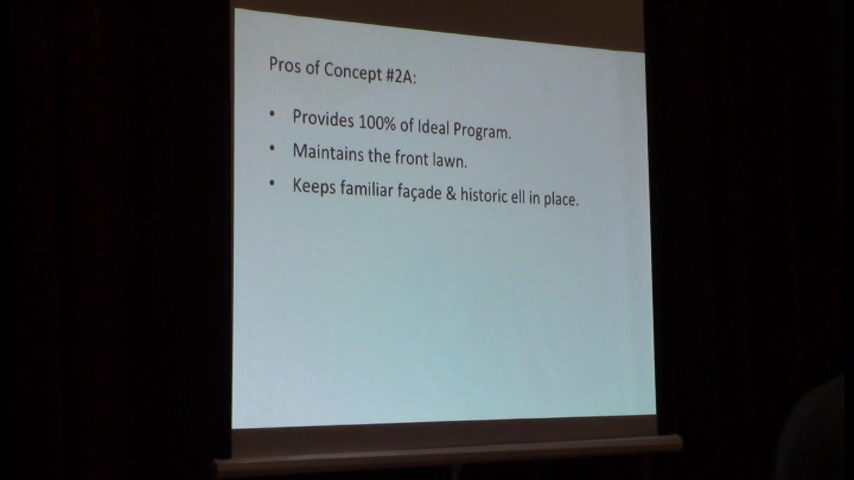 Pros of Concept #2A:
• Provides 100% of Ideal Program.
• Maintains the front lawn.
• Keeps familiar façade & historic ell in place.